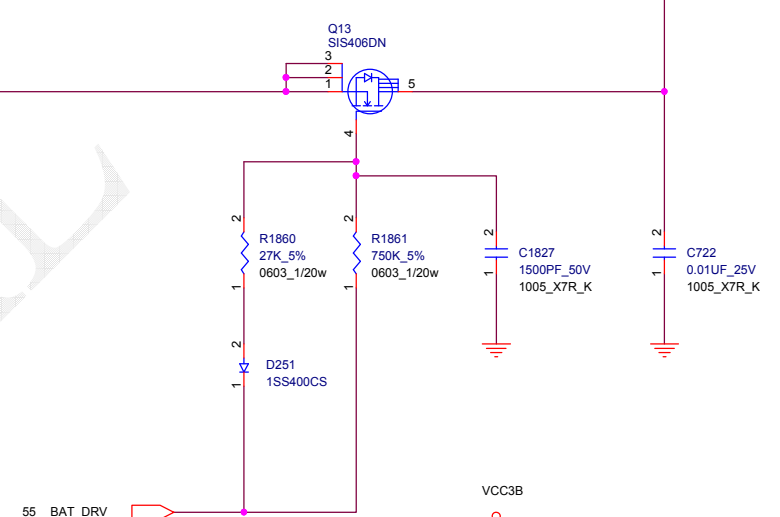 Q13
SIS406DN
3
2
1
5
4
2
R1860
27K_5%
0603_1/20w
1
2
R1861
750K_5%
0603_1/20w
1
2
C1827
1500PF_50V
1005_X7R_K
1
2
C722
0.01UF_25V
1005_X7R_K
1
2
D251
1SS400CS
1
VCC3B
55 BAT_DRV